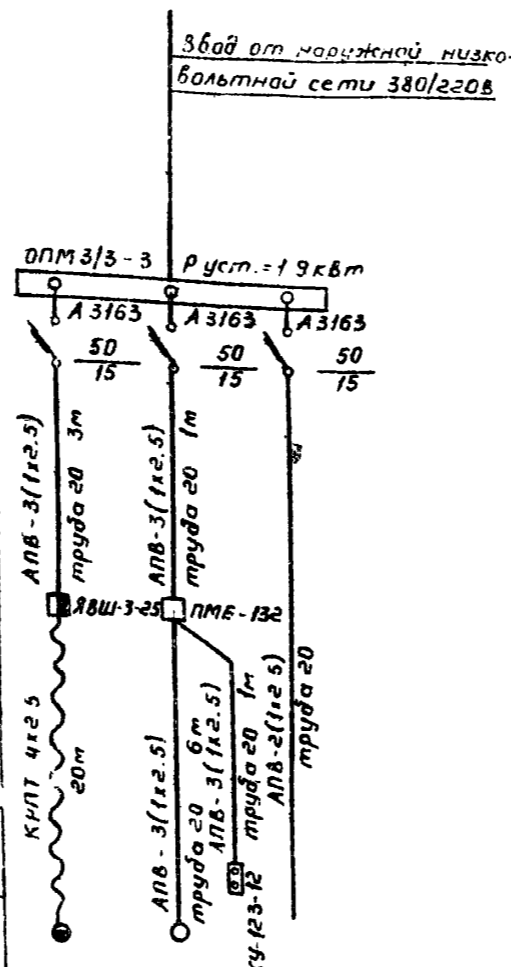 Ввод от наружной низко-
вольтной сети 380/220В
ОПМ 3/3-3
Р уст.=1 9 кВт
А 3163
А 3163
А 3163
50
15
50
15
50
15
АПВ-3(1х2.5) 3м
труба 20
АПВ-3(1х2.5) 1м
труба 20
ЯВШ-3-25
ПМЕ-132
КРПТ 4х2 5
20м
АПВ-3(1х2.5)
труба 20 6м
АПВ-3(1х2.5)
труба 20 1м
АПВ-2(1х2 5)
труба 20
у-123-12